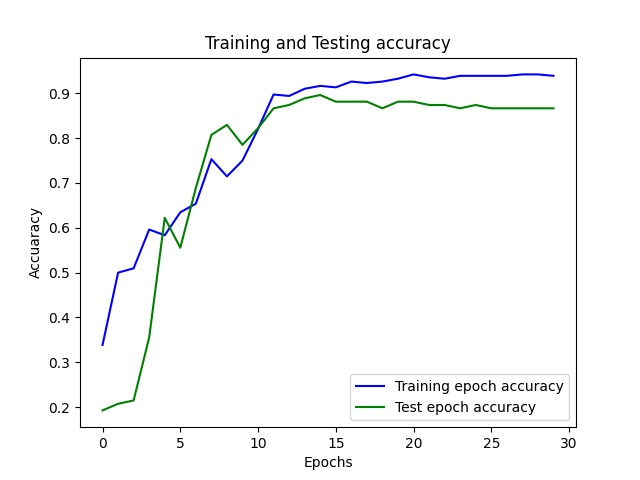 Training and Testing accuracy
Accuaracy
0.9
0.8
0.7
0.6
0.5
0.4
0.3
0.2
Training epoch accuracy
Test epoch accuracy
0 5 10 15 20 25 30
Epochs